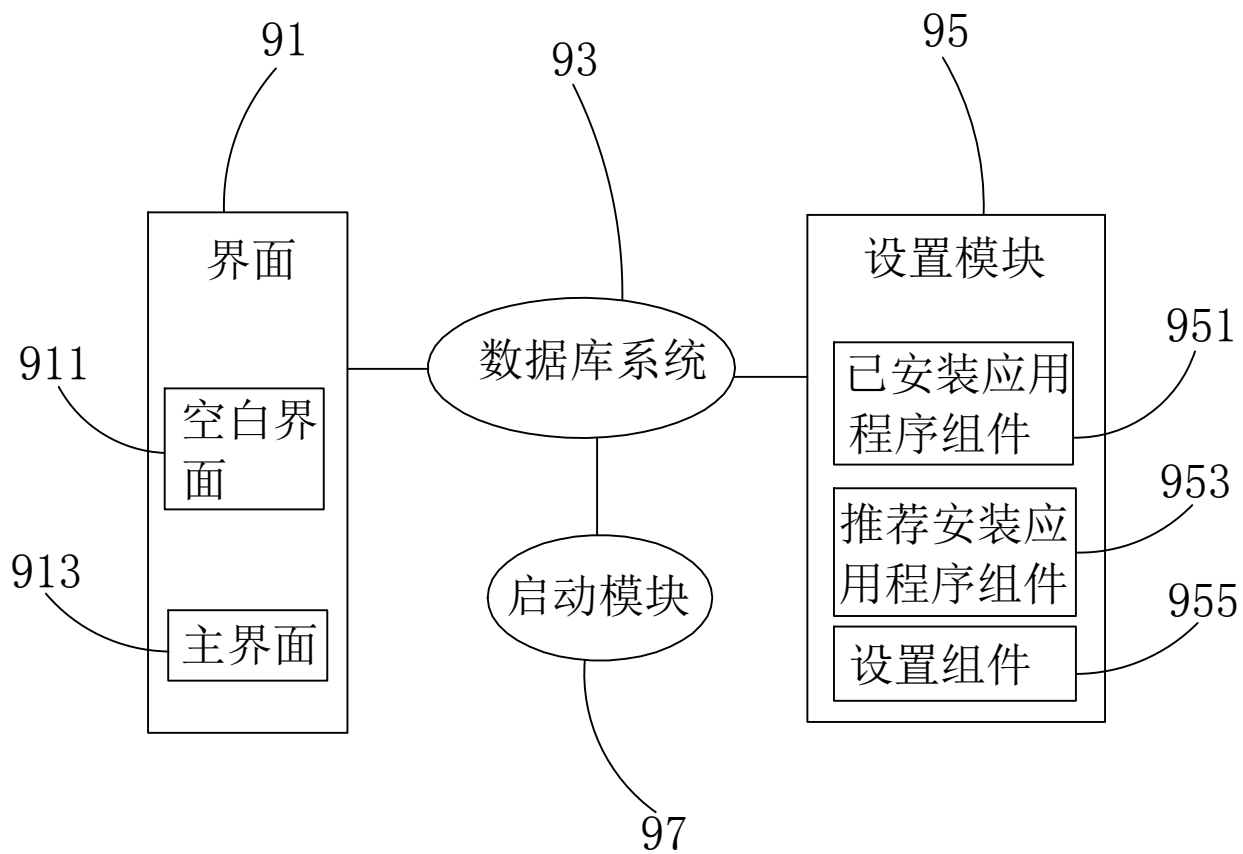 91
93
95
界面
设置模块
911
空白界
面
913
主界面
数据库系统
启动模块
97
951
已安装应用
程序组件
953
推荐安装应
用程序组件
955
设置组件